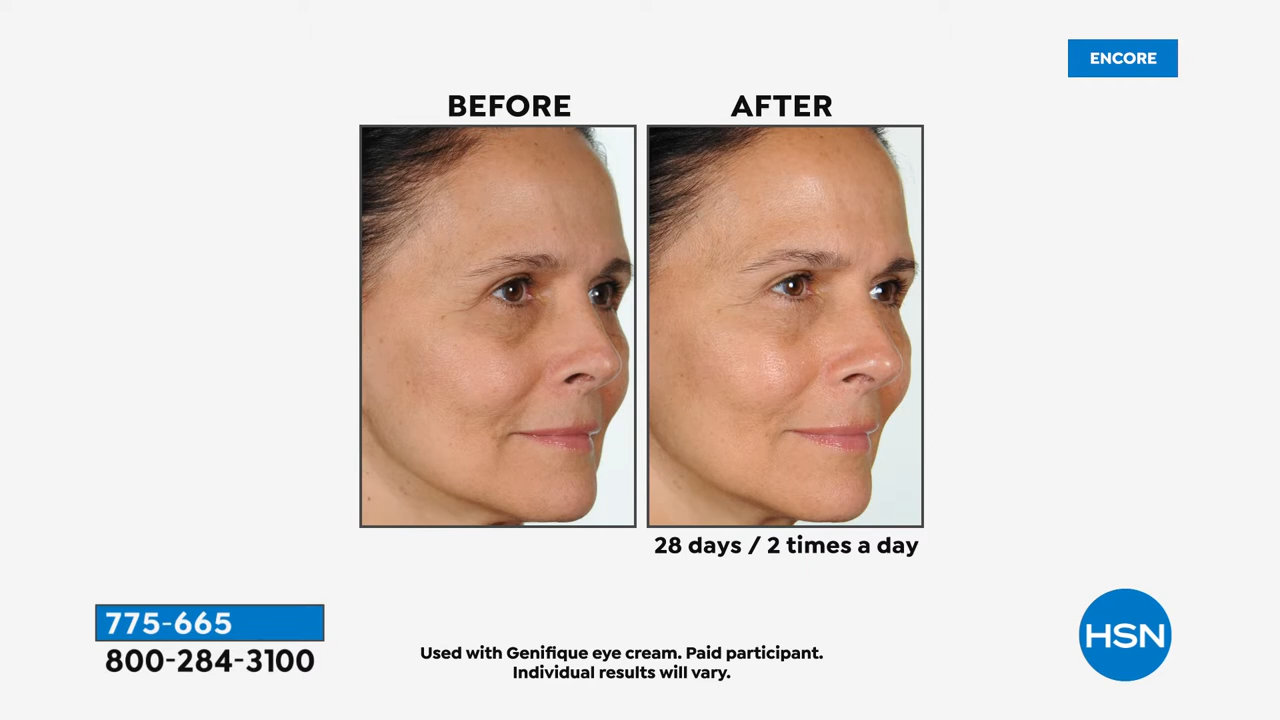 ENCORE
BEFORE
AFTER
28 days / 2 times a day
775-665
800-284-3100
Used with Genifique eye cream. Paid participant.
Individual results will vary.
HSN